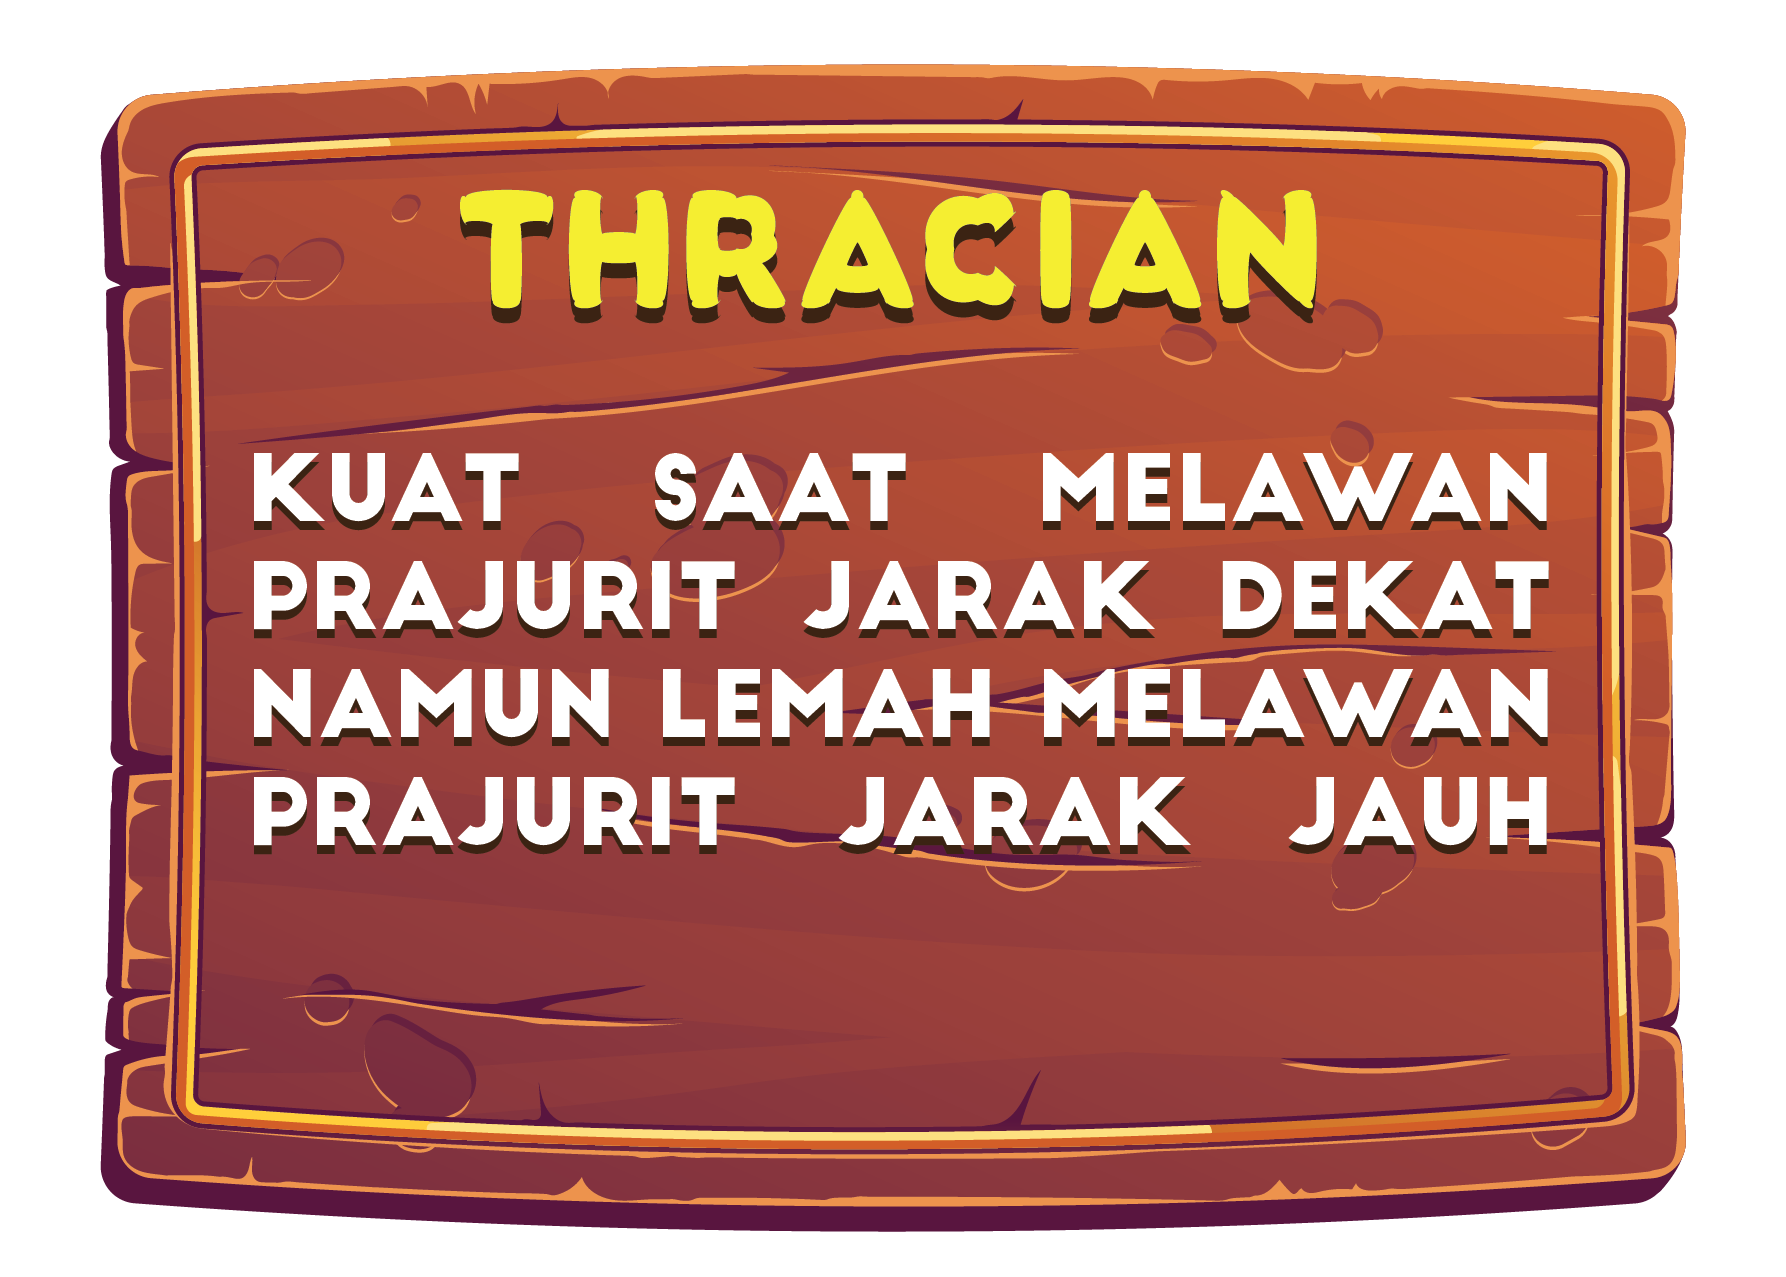 THRACIAN
KUAT SAAT MELAWAN
PRAJURIT JARAK DEKAT
NAMUN LEMAH MELAWAN
PRAJURIT JARAK JAUH